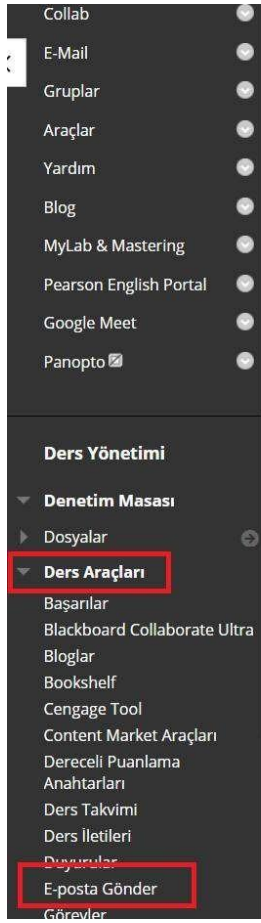 Collab
E-Mail
Gruplar
Araçlar
Yardım
Blog
MyLab & Mastering
Pearson English Portal
Google Meet
Panopto
Ders Yönetimi
Denetim Masası
Dosyalar
Ders Araçları
Başarılar
Blackboard Collaborate Ultra
Bloglar
Bookshelf
Cengage Tool
Content Market Araçları
Dereceli Puanlama
Anahtarları
Ders Takvimi
Ders İletileri
Duyurular
E-posta Gönder
Görevler